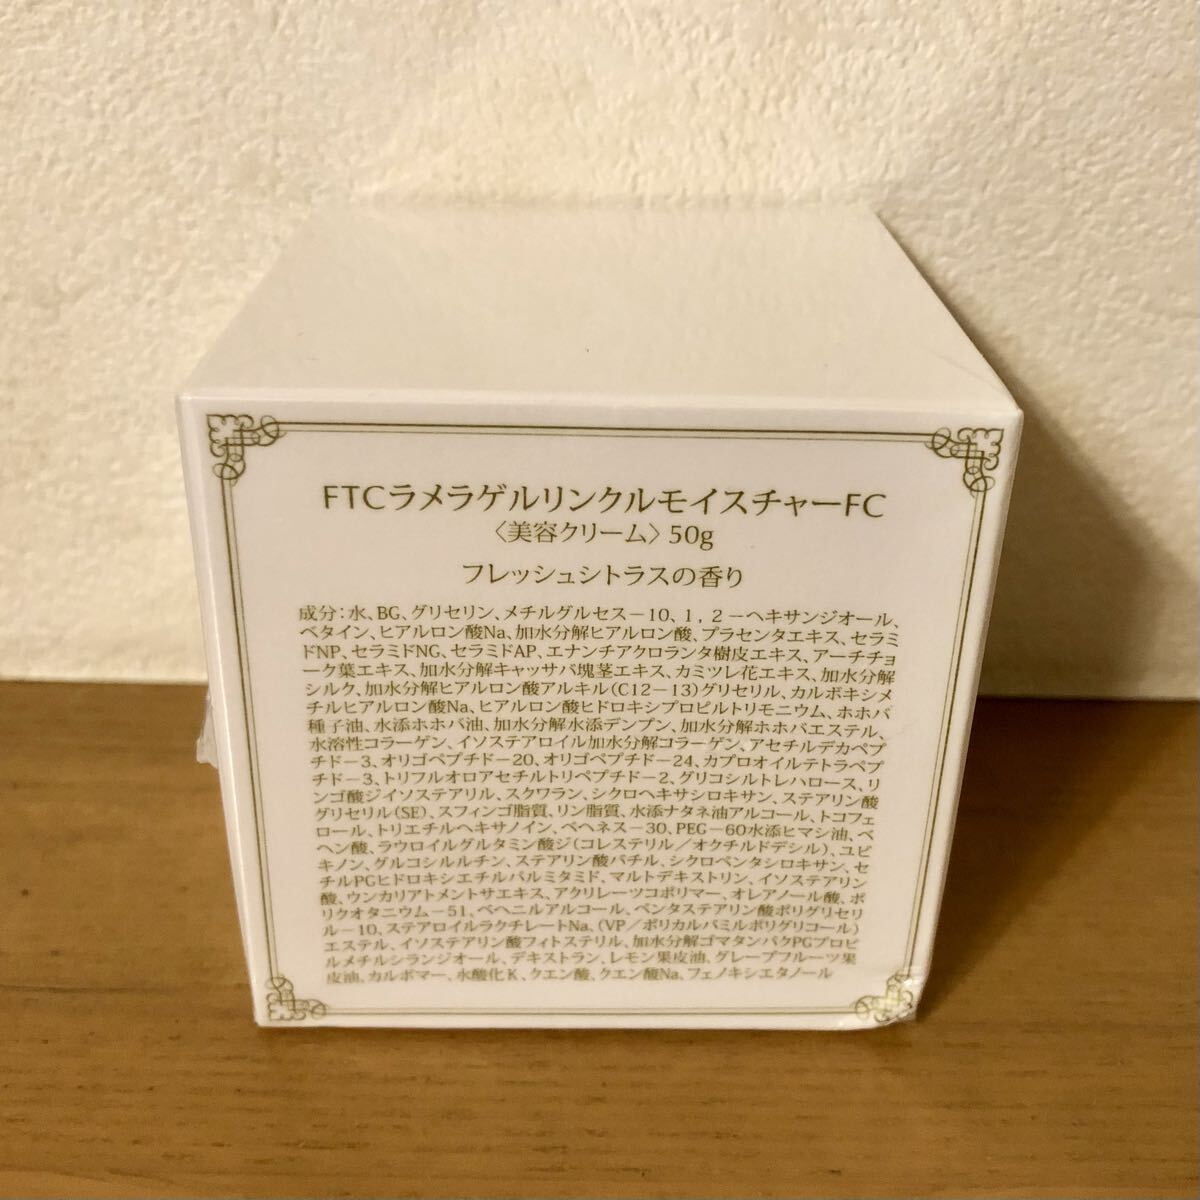 FTCラメラゲルリンクルモイスチャーFC
〈美容クリーム〉50g
フレッシュシトラスの香り
成分：水、BG、グリセリン、メチルグルセス－10、1，2－ヘキサンジオール、
ベタイン、ヒアルロン酸Na、加水分解ヒアルロン酸、プラセンタエキス、セラミ
ドNP、セラミドNG、セラミドAP、エナンチアクロランタ樹皮エキス、アーチチョ
ーク葉エキス、加水分解キャッサバ塊茎エキス、カミツレ花エキス、加水分解
シルク、加水分解ヒアルロン酸アルキル（C12－13）グリセリル、カルボキシメ
チルヒアルロン酸Na、ヒアルロン酸ヒドロキシプロピルトリモニウム、ホホバ
種子油、水添ホホバ油、加水分解水添デンプン、加水分解ホホバエステル、
水溶性コラーゲン、イソステアロイル加水分解コラーゲン、アセチルデカペプ
チド－3、オリゴペプチド－20、オリゴペプチド－24、カプロオイルテトラペプ
チド－3、トリフルオロアセチルトリペプチド－2、グリコシルトレハロース、リ
ンゴ酸ジイソステアリル、スクワラン、シクロヘキサシロキサン、ステアリン酸
グリセリル（SE）、スフィンゴ脂質、リン脂質、水添ナタネ油アルコール、トコフェ
ロール、トリエチルヘキサノイン、ベヘネス－30、PEG－60水添ヒマシ油、ベ
ヘン酸、ラウロイルグルタミン酸ジ（コレステリル／オクチルドデシル）、ユビ
キノン、グルコシルルチン、ステアリン酸バチル、シクロペンタシロキサン、セ
チルPGヒドロキシエチルパルミタミド、マルトデキストリン、イソステアリン
酸、ウンカリアトメントサエキス、アクリレーツコポリマー、オレアノール酸、ポ
リクオタニウム－51、ベヘニルアルコール、ペンタステアリン酸ポリグリセリ
ル－10、ステアロイルラクチレートNa、（VP／ポリカルバミルポリグリコール）
エステル、イソステアリン酸フィトステリル、加水分解ゴマタンパクPGプロピ
ルメチルシランジオール、デキストラン、レモン果皮油、グレープフルーツ果
皮油、カルボマー、水酸化K、クエン酸、クエン酸Na、フェノキシエタノール